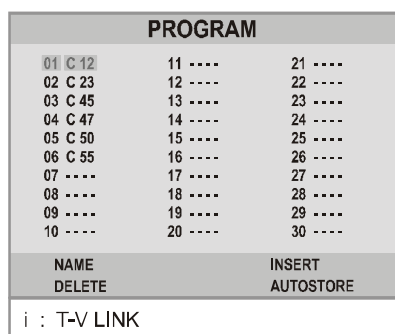 PROGRAM
01 C 12 11 ---- 21 ----
02 C 23 12 ---- 22 ----
03 C 45 13 ---- 23 ----
04 C 47 14 ---- 24 ----
05 C 50 15 ---- 25 ----
06 C 55 16 ---- 26 ----
07 ---- 17 ---- 27 ----
08 ---- 18 ---- 28 ----
09 ---- 19 ---- 29 ----
10 ---- 20 ---- 30 ----
NAME INSERT
DELETE AUTOSTORE
i : T-V LINK